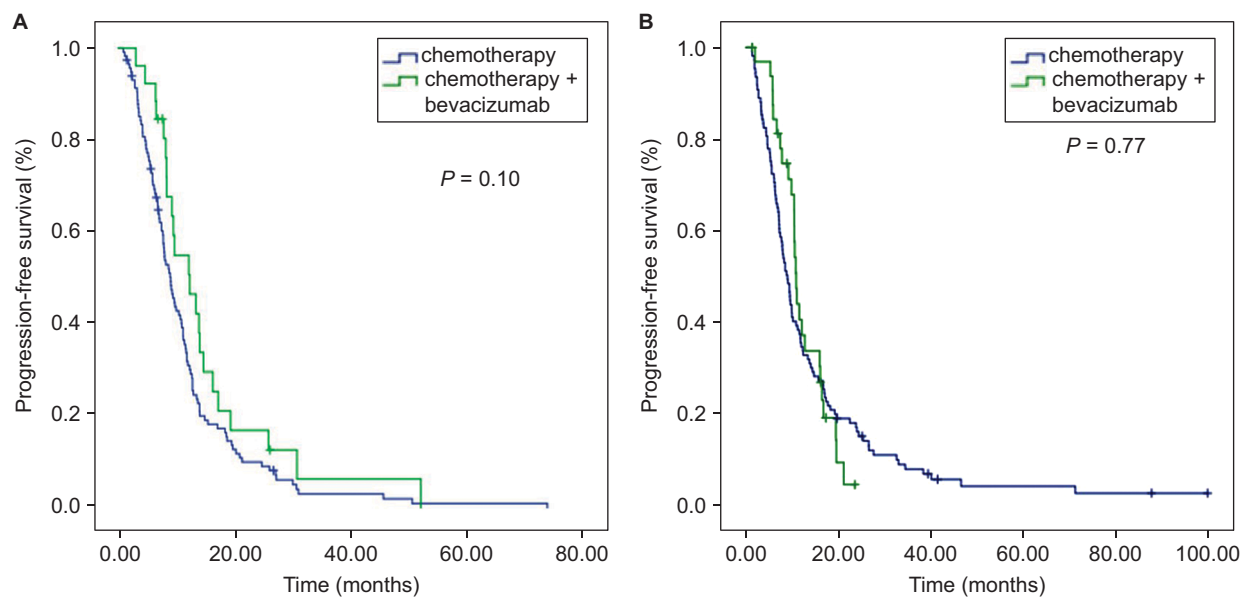 A
Progression-free survival (%)
1.0
0.8
0.6
0.4
0.2
0.0
chemotherapy
chemotherapy +
bevacizumab
P = 0.10
0.00 20.00 40.00 60.00 80.00
Time (months)
B
Progression-free survival (%)
1.0
0.8
0.6
0.4
0.2
0.0
chemotherapy
chemotherapy +
bevacizumab
P = 0.77
0.00 20.00 40.00 60.00 80.00 100.00
Time (months)